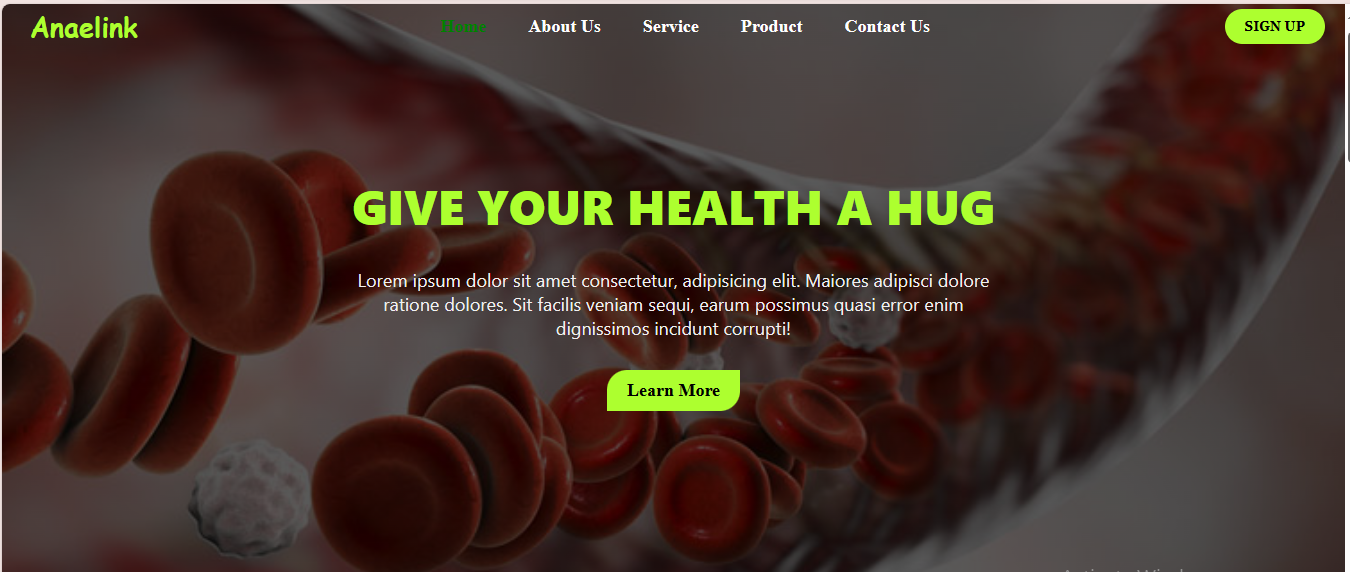 Anaelink
Home About Us Service Product Contact Us
SIGN UP
GIVE YOUR HEALTH A HUG
Lorem ipsum dolor sit amet consectetur, adipisicing elit. Maiores adipisci dolore
ratione dolores. Sit facilis veniam sequi, earum possimus quasi error enim
dignissimos incidunt corrupti!
Learn More